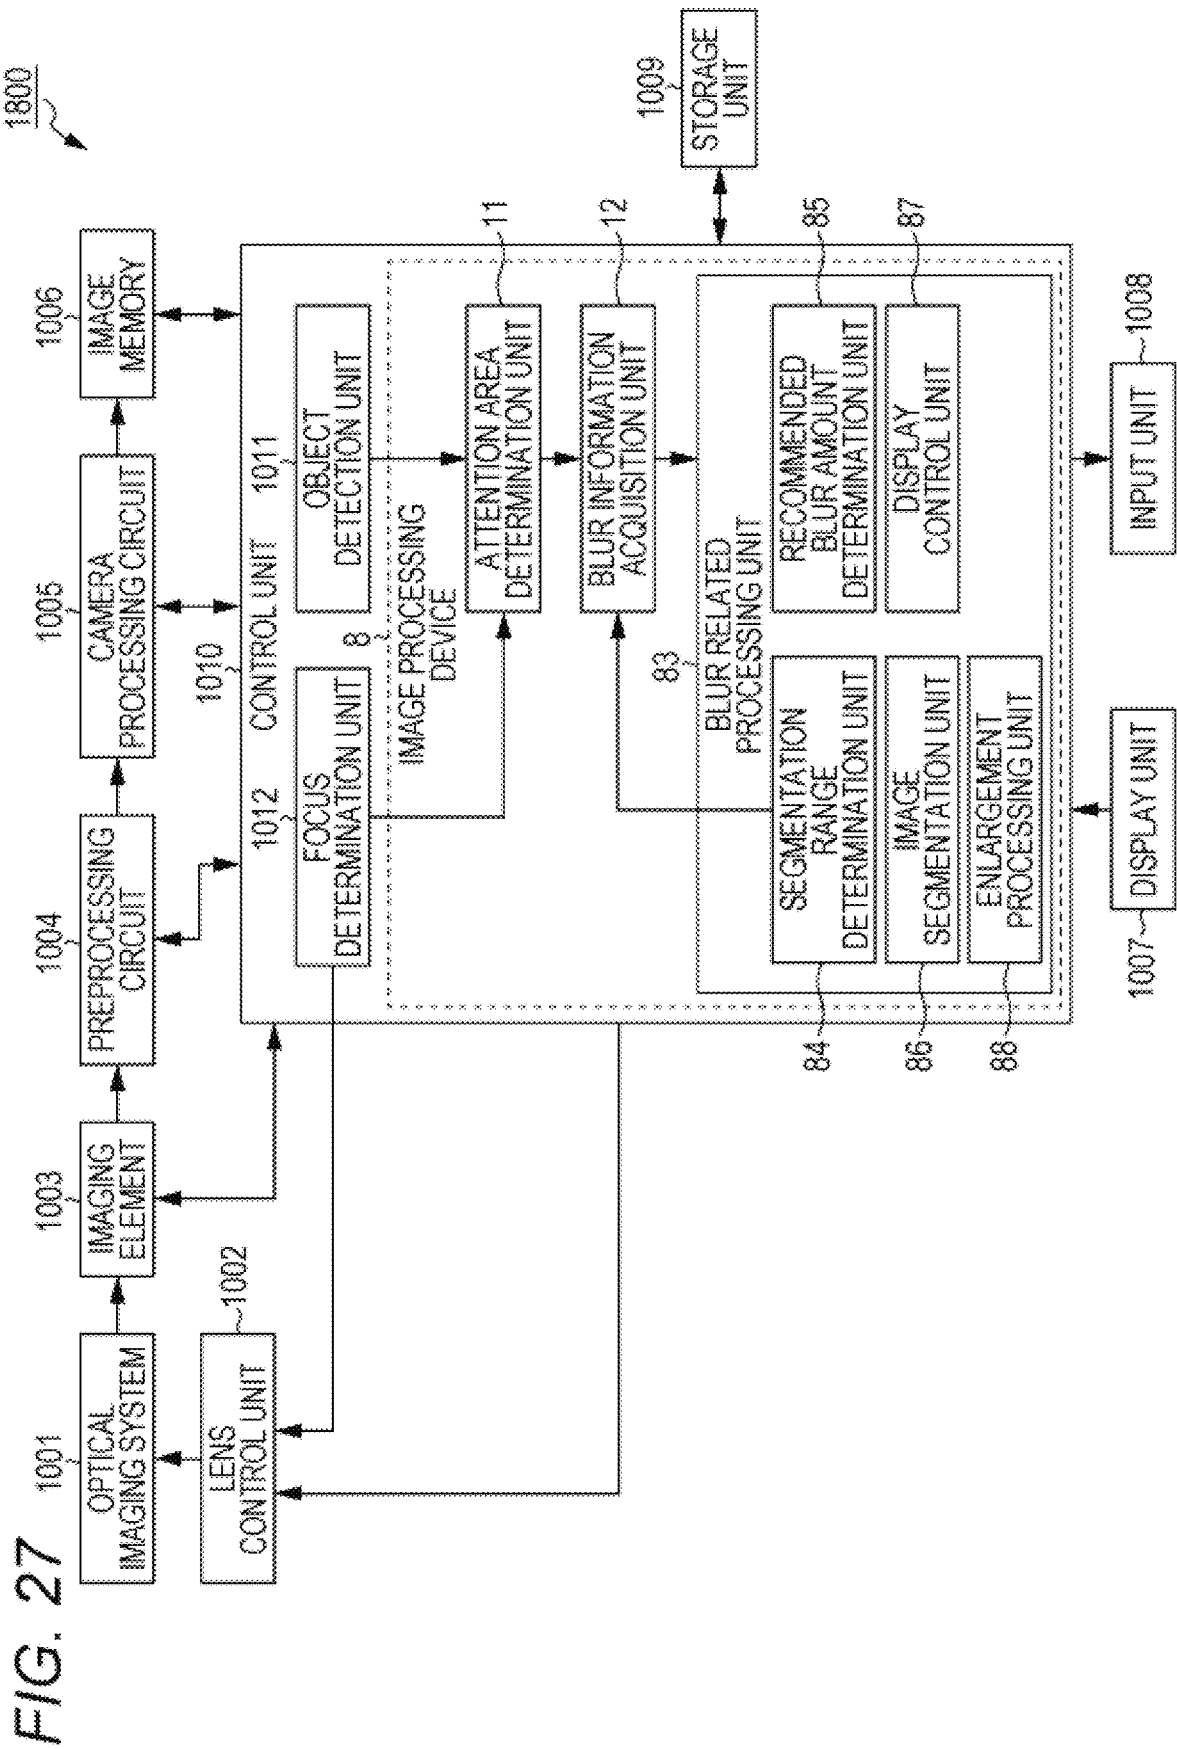 FIG. 27
1800
1001
OPTICAL
IMAGING SYSTEM
1003
IMAGING
ELEMENT
1004
PREPROCESSING
CIRCUIT
1005
CAMERA
PROCESSING CIRCUIT
1006
IMAGE
MEMORY
LENS
CONTROL UNIT
1002
1010
CONTROL UNIT
1012
FOCUS
DETERMINATION UNIT
1011
OBJECT
DETECTION UNIT
8
IMAGE PROCESSING
DEVICE
ATTENTION AREA
DETERMINATION UNIT
11
BLUR INFORMATION
ACQUISITION UNIT
12
83
BLUR RELATED
PROCESSING UNIT
84
SEGMENTATION
RANGE
DETERMINATION UNIT
RECOMMENDED
BLUR AMOUNT
DETERMINATION UNIT
85
86
IMAGE
SEGMENTATION UNIT
DISPLAY
CONTROL UNIT
87
88
ENLARGEMENT
PROCESSING UNIT
1009
STORAGE
UNIT
1007
DISPLAY UNIT
INPUT UNIT
1008